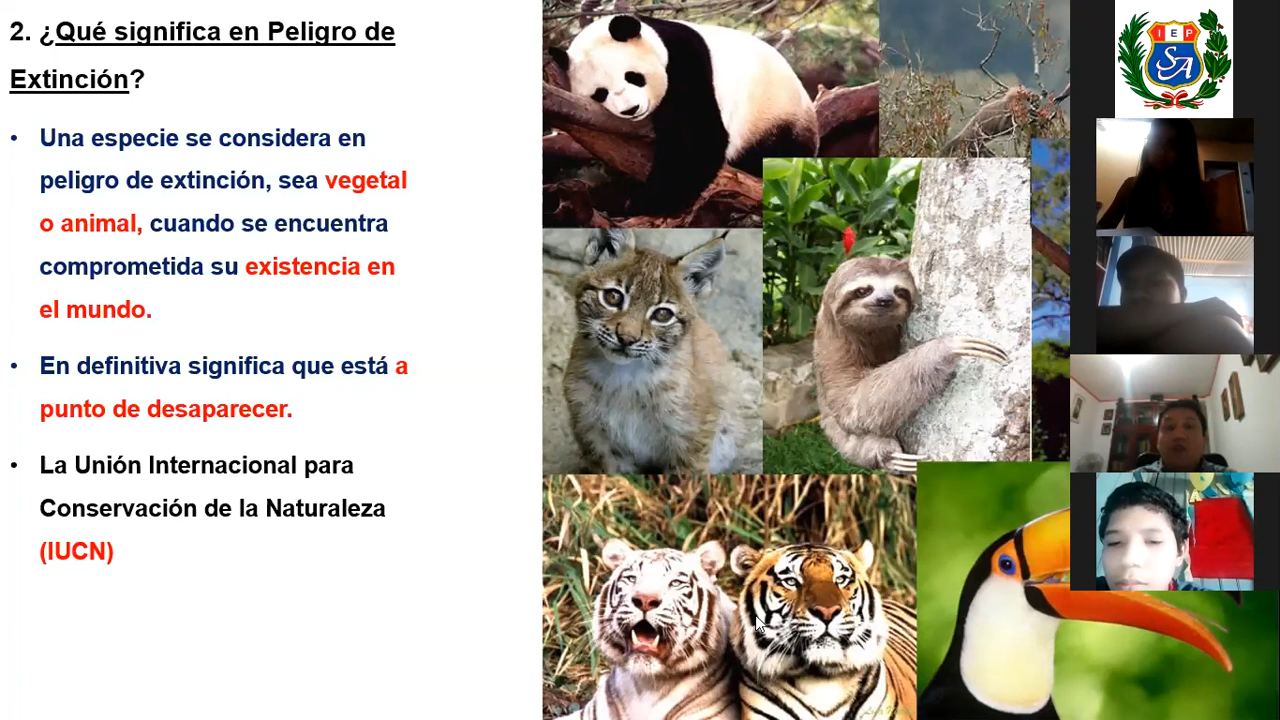 2. ¿Qué significa en Peligro de
Extinción?
• Una especie se considera en
peligro de extinción, sea vegetal
o animal, cuando se encuentra
comprometida su existencia en
el mundo.
• En definitiva significa que está a
punto de desaparecer.
• La Unión Internacional para
Conservación de la Naturaleza
(IUCN)
I E P
SA